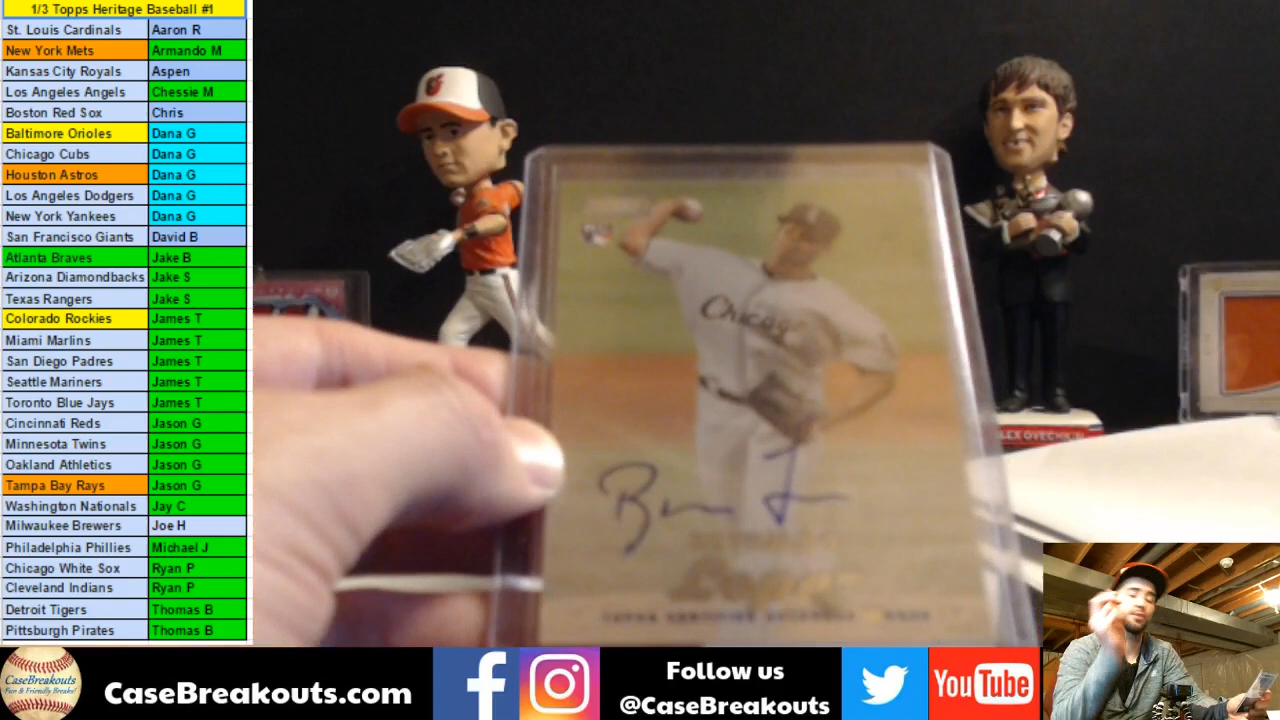 1/3 Topps Heritage Baseball #1
St. Louis Cardinals Aaron R
New York Mets Armando M
Kansas City Royals Aspen
Los Angeles Angels Chessie M
Boston Red Sox Chris
Baltimore Orioles Dana G
Chicago Cubs Dana G
Houston Astros Dana G
Los Angeles Dodgers Dana G
New York Yankees Dana G
San Francisco Giants David B
Atlanta Braves Jake B
Arizona Diamondbacks Jake S
Texas Rangers Jake S
Colorado Rockies James T
Miami Marlins James T
San Diego Padres James T
Seattle Mariners James T
Toronto Blue Jays James T
Cincinnati Reds Jason G
Minnesota Twins Jason G
Oakland Athletics Jason G
Tampa Bay Rays Jason G
Washington Nationals Jay C
Milwaukee Brewers Joe H
Philadelphia Phillies Michael J
Chicago White Sox Ryan P
Cleveland Indians Ryan P
Detroit Tigers Thomas B
Pittsburgh Pirates Thomas B
Chicago
CaseBreakouts
Fun & Friendly Breaks!
CaseBreakouts.com
Follow us
@CaseBreakouts
YouTube